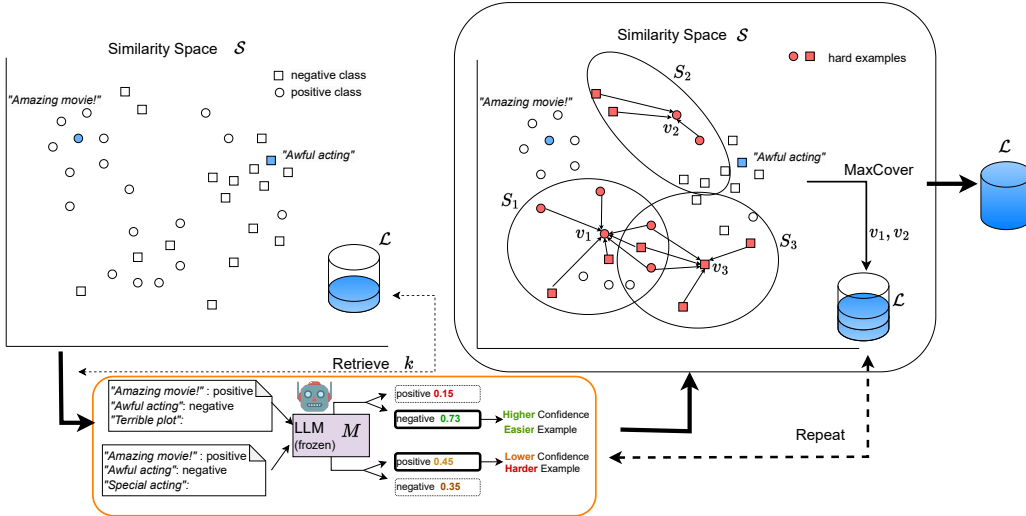 Similarity Space S
negative class
positive class
"Amazing movie!"
"Awful acting"
L
Retrieve k
"Amazing movie!" : positive
"Awful acting": negative
"Terrible plot":
"Amazing movie!" : positive
"Awful acting": negative
"Special acting":
LLM M
(frozen)
positive 0.15
negative 0.73
positive 0.45
negative 0.35
Higher Confidence
Easier Example
Lower Confidence
Harder Example
Similarity Space S
hard examples
"Amazing movie!"
S₂
v₂
"Awful acting"
S₁
v₁
S₃
v₃
MaxCover
v₁, v₂
L
L
Repeat